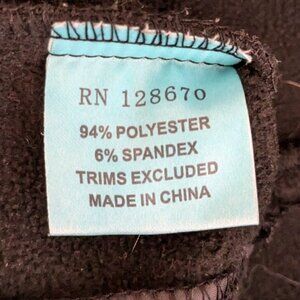 RN 128670
94% POLYESTER
6% SPANDEX
TRIMS EXCLUDED
MADE IN CHINA